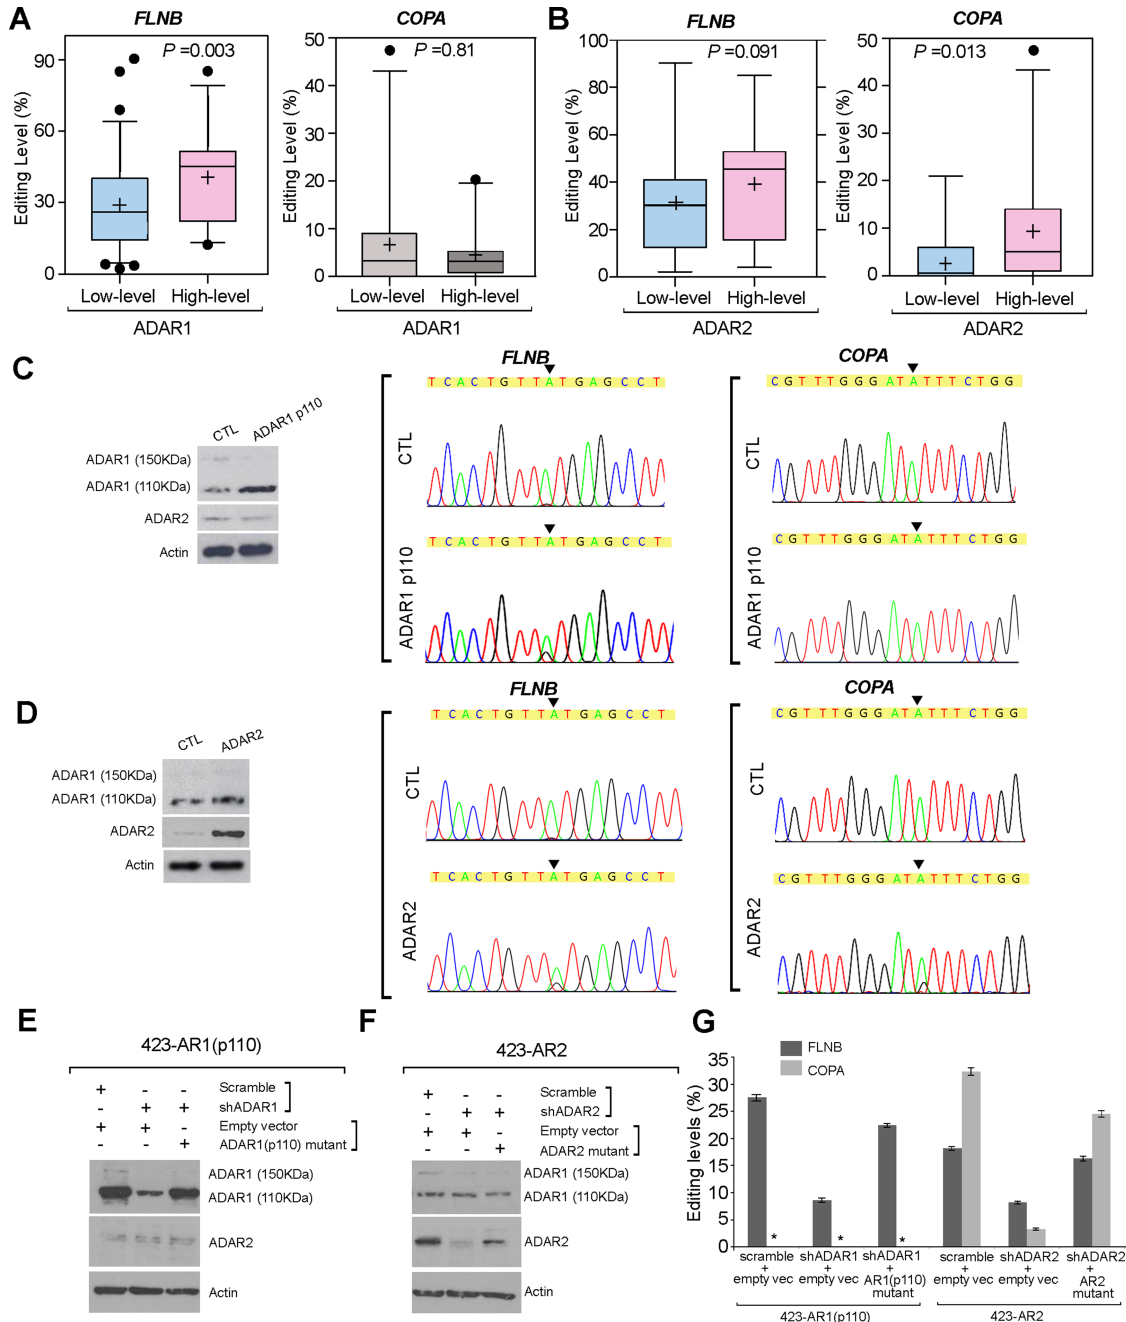 A
FLNB
P =0.003
Editing Level (%)
90
60
30
0
Low-level High-level
ADAR1
COPA
P =0.81
Editing Level (%)
50
40
30
20
10
0
Low-level High-level
ADAR1
B
FLNB
P =0.091
Editing Level (%)
100
80
60
40
20
0
Low-level High-level
ADAR2
COPA
P =0.013
Editing Level (%)
50
40
30
20
10
0
Low-level High-level
ADAR2
C
CTL ADAR1 p110
ADAR1 (150KDa)
ADAR1 (110KDa)
ADAR2
Actin
FLNB
TCACTGTTATGAGCCT
CTL
TCACTGTTATGAGCCT
ADAR1 p110
COPA
CGTTTGGGATATTTCTGG
CTL
CGTTTGGGATATTTCTGG
ADAR1 p110
D
CTL ADAR2
ADAR1 (150KDa)
ADAR1 (110KDa)
ADAR2
Actin
FLNB
TCACTGTTATGAGCCT
CTL
TCACTGTTATGAGCCT
ADAR2
COPA
CGTTTGGGATATTTCTGG
CTL
CGTTTGGGATATTTCTGG
ADAR2
E
423-AR1(p110)
+ - - Scramble
- + + shADAR1
+ + - Empty vector
- - + ADAR1(p110) mutant
ADAR1 (150KDa)
ADAR1 (110KDa)
ADAR2
Actin
F
423-AR2
+ - - Scramble
- + + shADAR2
+ + - Empty vector
- - + ADAR2 mutant
ADAR1 (150KDa)
ADAR1 (110KDa)
ADAR2
Actin
G
FLNB
COPA
Editing levels (%)
35
30
25
20
15
10
5
0
* * *
scramble + empty vec
shADAR1 + empty vec
shADAR1 + AR1(p110) mutant
scramble + empty vec
shADAR2 + empty vec
shADAR2 + AR2 mutant
423-AR1(p110)
423-AR2